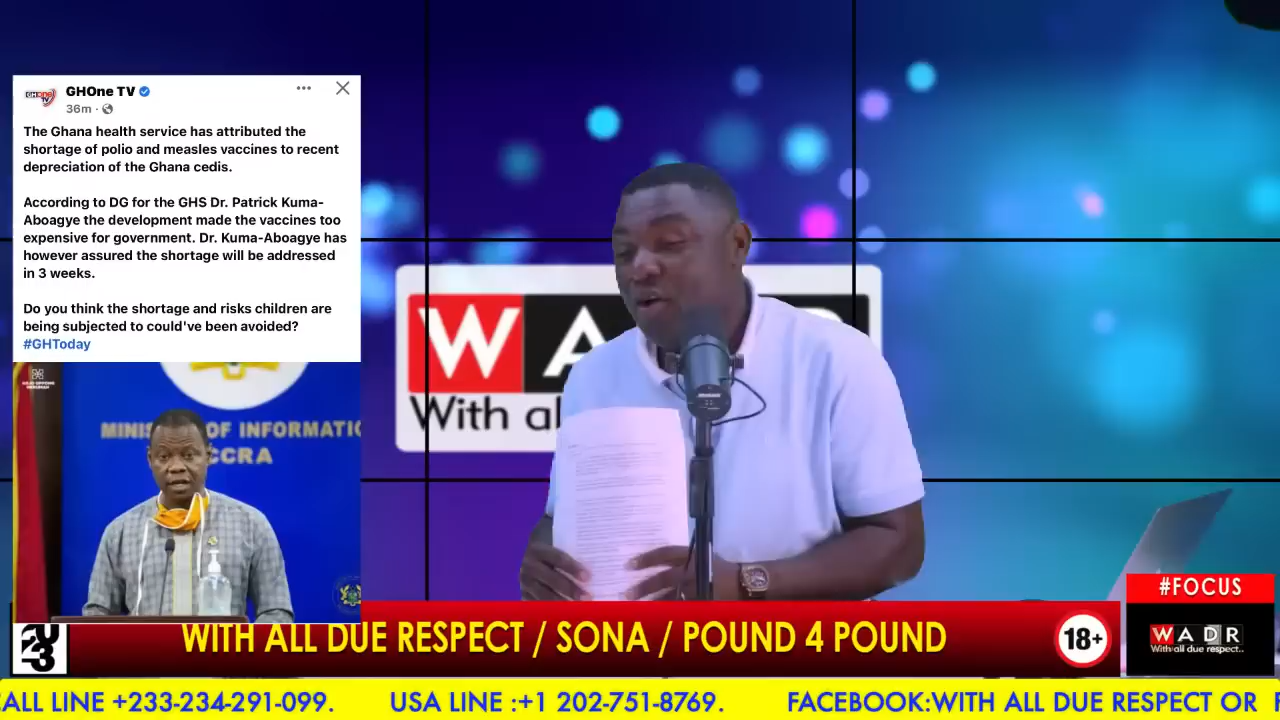 GHOne TV
36m
The Ghana health service has attributed the
shortage of polio and measles vaccines to recent
depreciation of the Ghana cedis.
According to DG for the GHS Dr. Patrick Kuma-
Aboagye the development made the vaccines too
expensive for government. Dr. Kuma-Aboagye has
however assured the shortage will be addressed
in 3 weeks.
Do you think the shortage and risks children are
being subjected to could've been avoided?
#GHToday
OF INFORMATIO
CCRA
W A D R
With al
#FOCUS
WITH ALL DUE RESPECT / SONA / POUND 4 POUND
18+
W A D R
With all due respect..
ALL LINE +233-234-291-099. USA LINE :+1 202-751-8769. FACEBOOK:WITH ALL DUE RESPECT OR